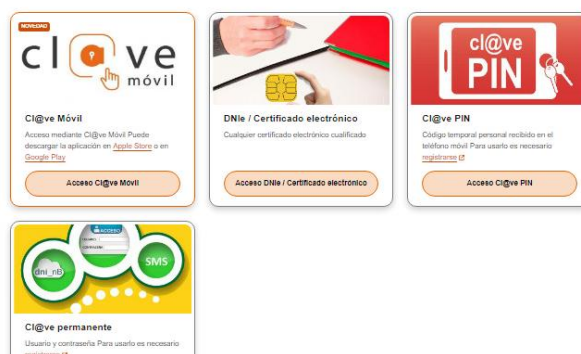 NOVEDAD
cl@ve
móvil
Cl@ve Móvil
Acceso mediante Cl@ve Móvil Puede
descargar la aplicación en Apple Store o en
Google Play
Acceso Cl@ve Móvil
DNIe / Certificado electrónico
Cualquier certificado electrónico cualificado
Acceso DNIe / Certificado electrónico
cl@ve
PIN
Cl@ve PIN
Código temporal personal recibido en el
teléfono móvil Para usarlo es necesario
registrarse
Acceso Cl@ve PIN
ACCESO
dni_nB
SMS
Cl@ve permanente
Usuario y contraseña Para usarlo es necesario